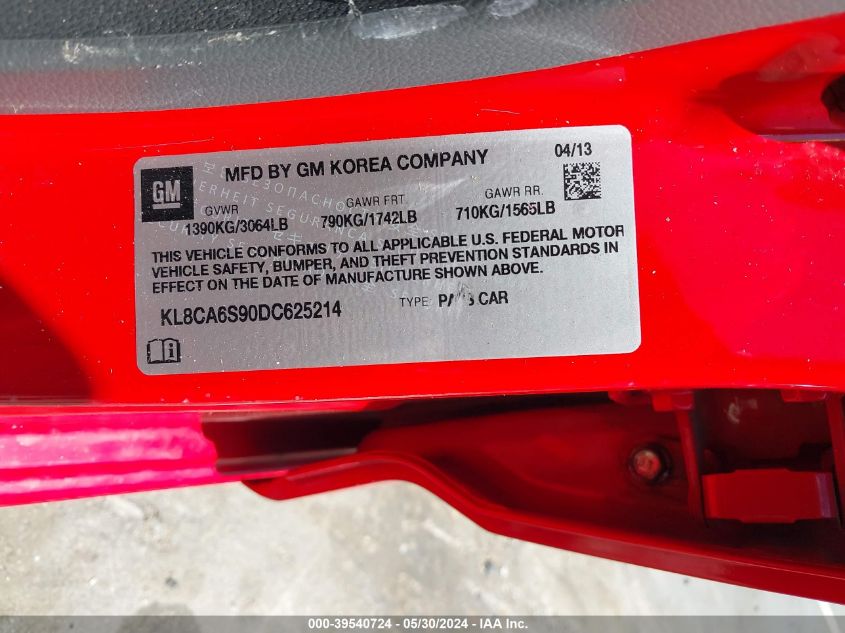 MFD BY GM KOREA COMPANY 04/13
GM
GVWR GAWR FRT. GAWR RR.
1390KG/3064LB 790KG/1742LB 710KG/1565LB
THIS VEHICLE CONFORMS TO ALL APPLICABLE U.S. FEDERAL MOTOR
VEHICLE SAFETY, BUMPER, AND THEFT PREVENTION STANDARDS IN
EFFECT ON THE DATE OF MANUFACTURE SHOWN ABOVE.
KL8CA6S90DC625214 TYPE: CAR
000-39540724 - 05/30/2024 - IAA Inc.